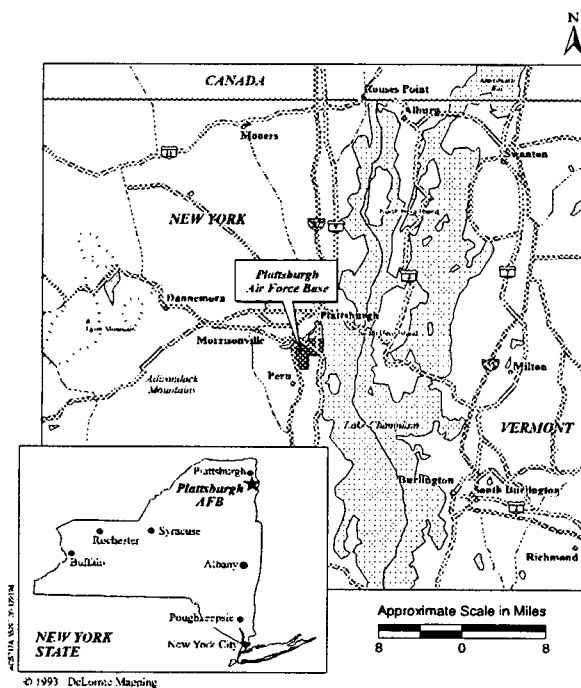 N
CANADA
Rouses Point
Alburg
Mooers
Swanton
NEW YORK
Plattsburgh
Air Force Base
Dannemora
Plattsburgh
Morrisonville
Peru
Adirondack
Mountains
Milton
Lake Champlain
VERMONT
Burlington
South Burlington
Richmond
Plattsburgh
Plattsburgh
AFB
Rochester
Syracuse
Buffalo
Albany
Poughkeepsie
New York City
NEW YORK
STATE
Approximate Scale in Miles
8 0 8
© 1993 DeLorme Mapping